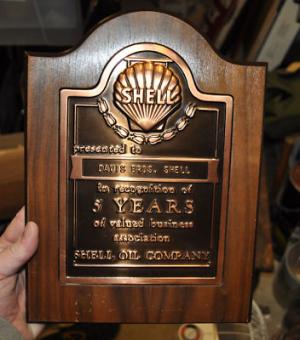 SHELL
presented to
DAVIS BROS. SHELL
in recognition of
5 YEARS
of valued business
association
SHELL OIL COMPANY